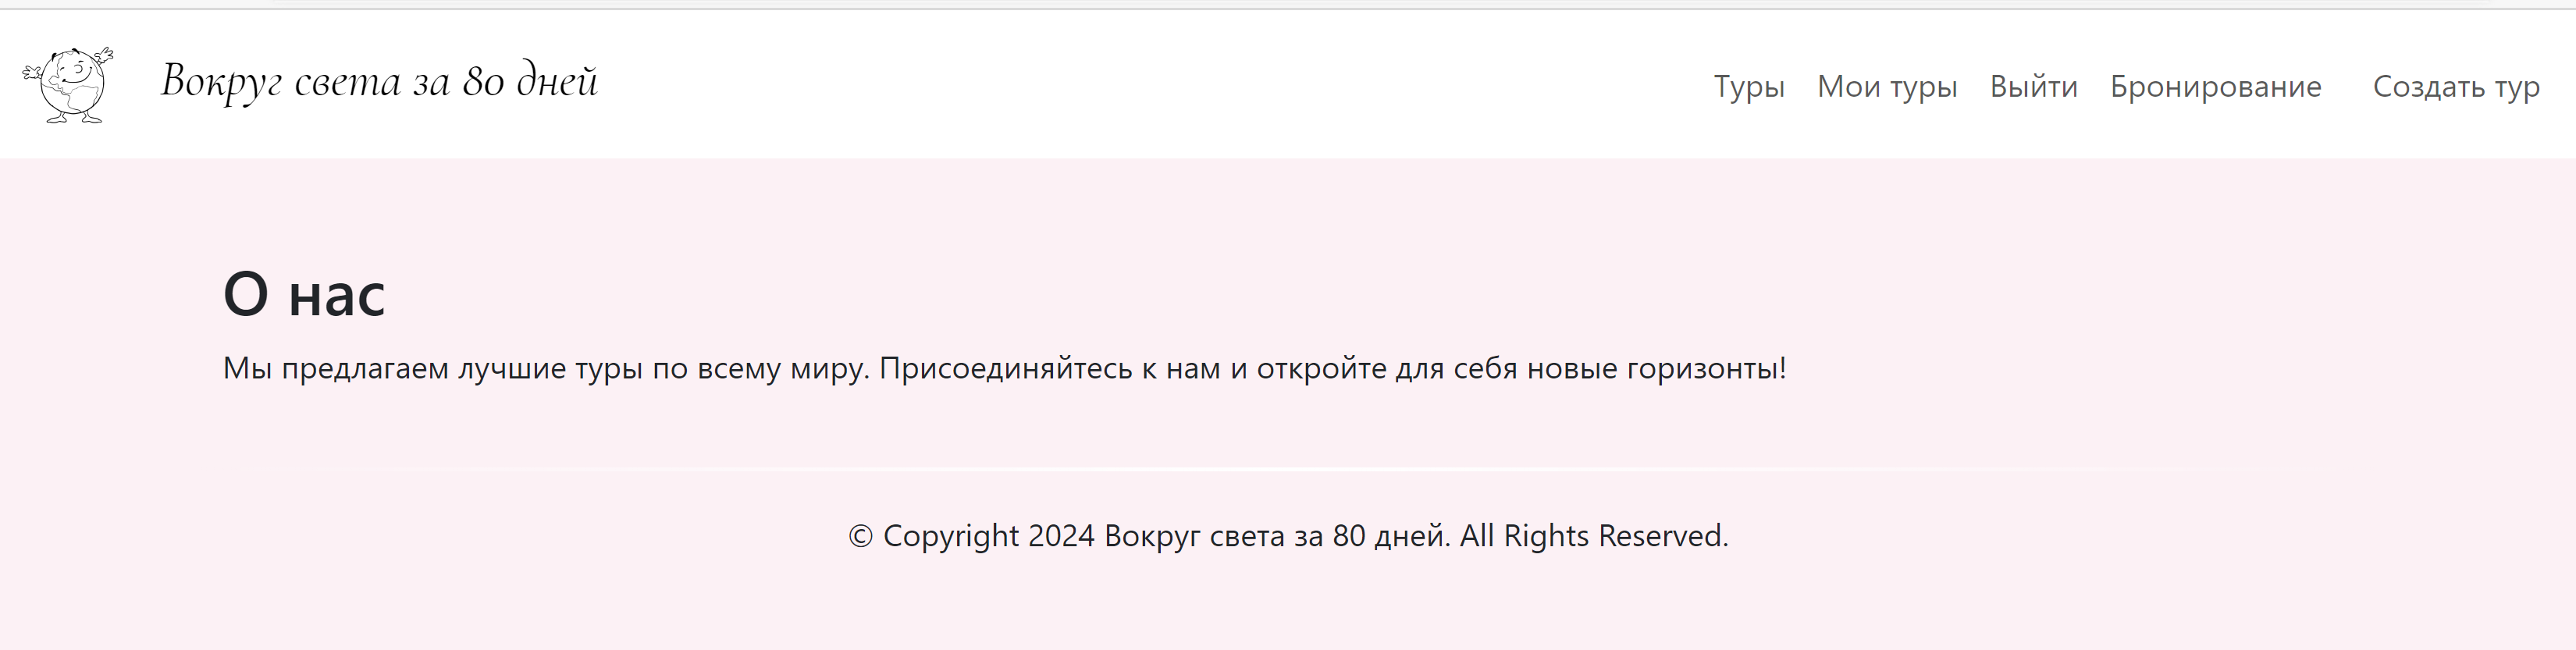 Вокруг света за 80 дней
Туры Мои туры Выйти Бронирование Создать тур
О нас
Мы предлагаем лучшие туры по всему миру. Присоединяйтесь к нам и откройте для себя новые горизонты!
© Copyright 2024 Вокруг света за 80 дней. All Rights Reserved.